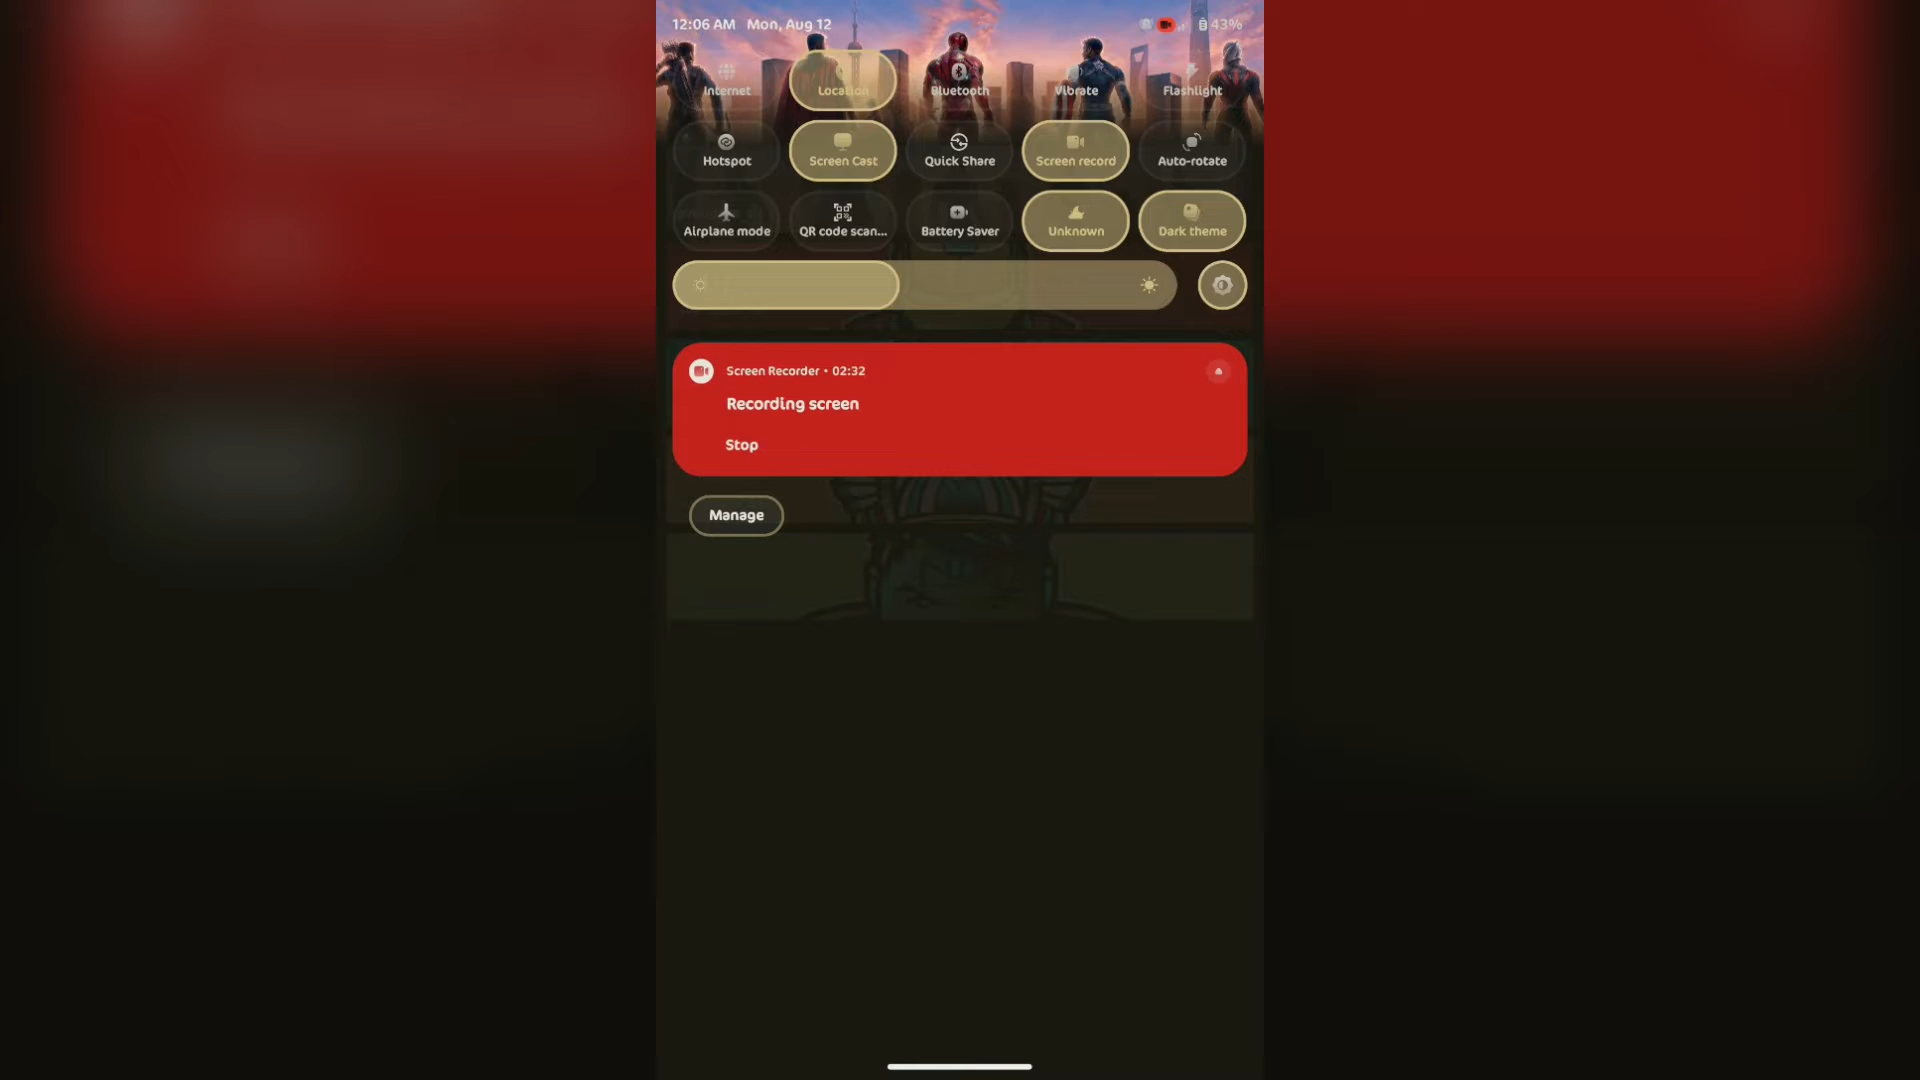 12:06 AM Mon, Aug 12 43%
Internet Location Bluetooth Vibrate Flashlight
Hotspot Screen Cast Quick Share Screen record Auto-rotate
Airplane mode QR code scan... Battery Saver Unknown Dark theme
Screen Recorder • 02:32
Recording screen
Stop
Manage